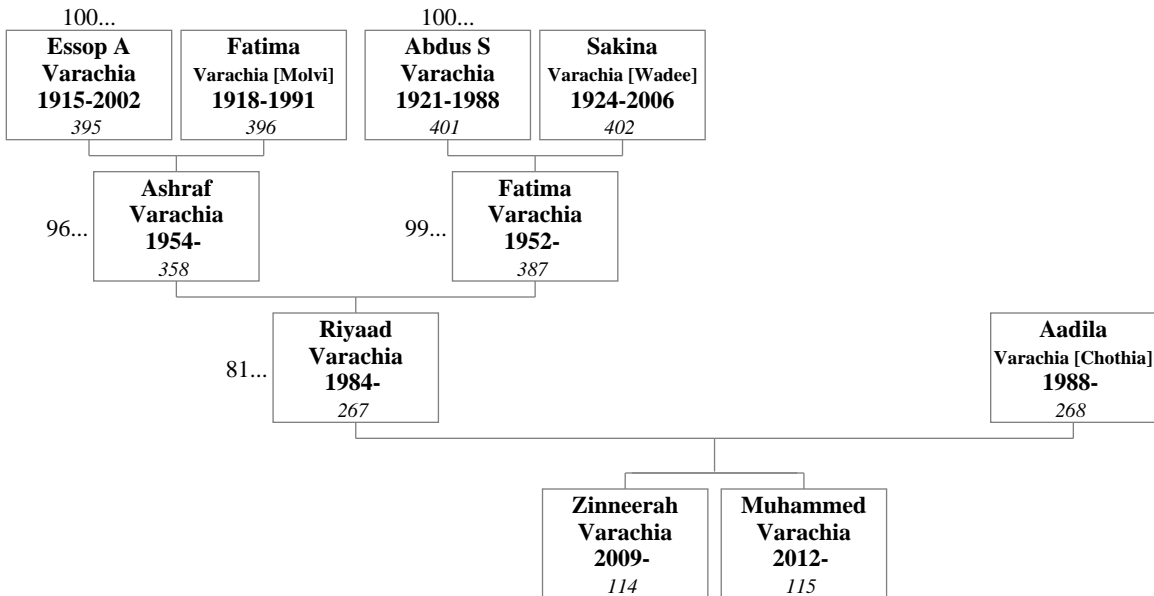 100...
Essop A
Varachia
1915-2002
395
Fatima
Varachia [Molvi]
1918-1991
396
100...
Abdus S
Varachia
1921-1988
401
Sakina
Varachia [Wadee]
1924-2006
402
96...
Ashraf
Varachia
1954-
358
99...
Fatima
Varachia
1952-
387
81...
Riyaad
Varachia
1984-
267
Aadila
Varachia [Chothia]
1988-
268
Zinneerah
Varachia
2009-
114
Muhammed
Varachia
2012-
115